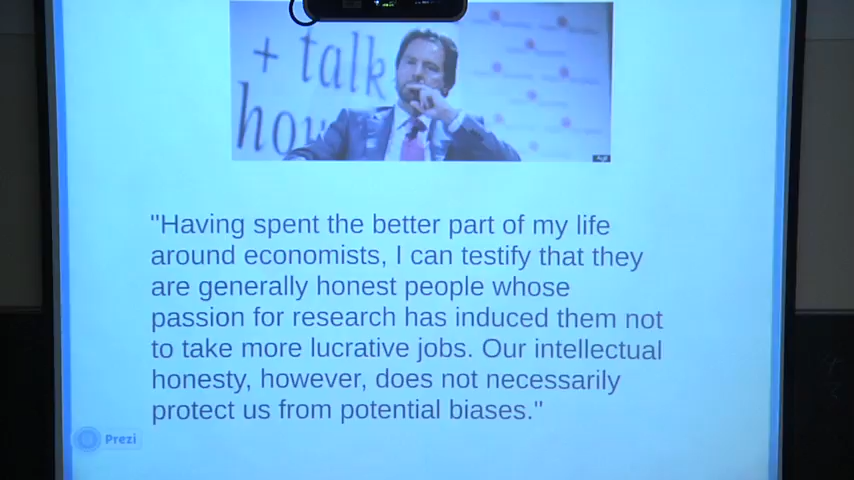 + talk
how
"Having spent the better part of my life
around economists, I can testify that they
are generally honest people whose
passion for research has induced them not
to take more lucrative jobs. Our intellectual
honesty, however, does not necessarily
protect us from potential biases."
Prezi